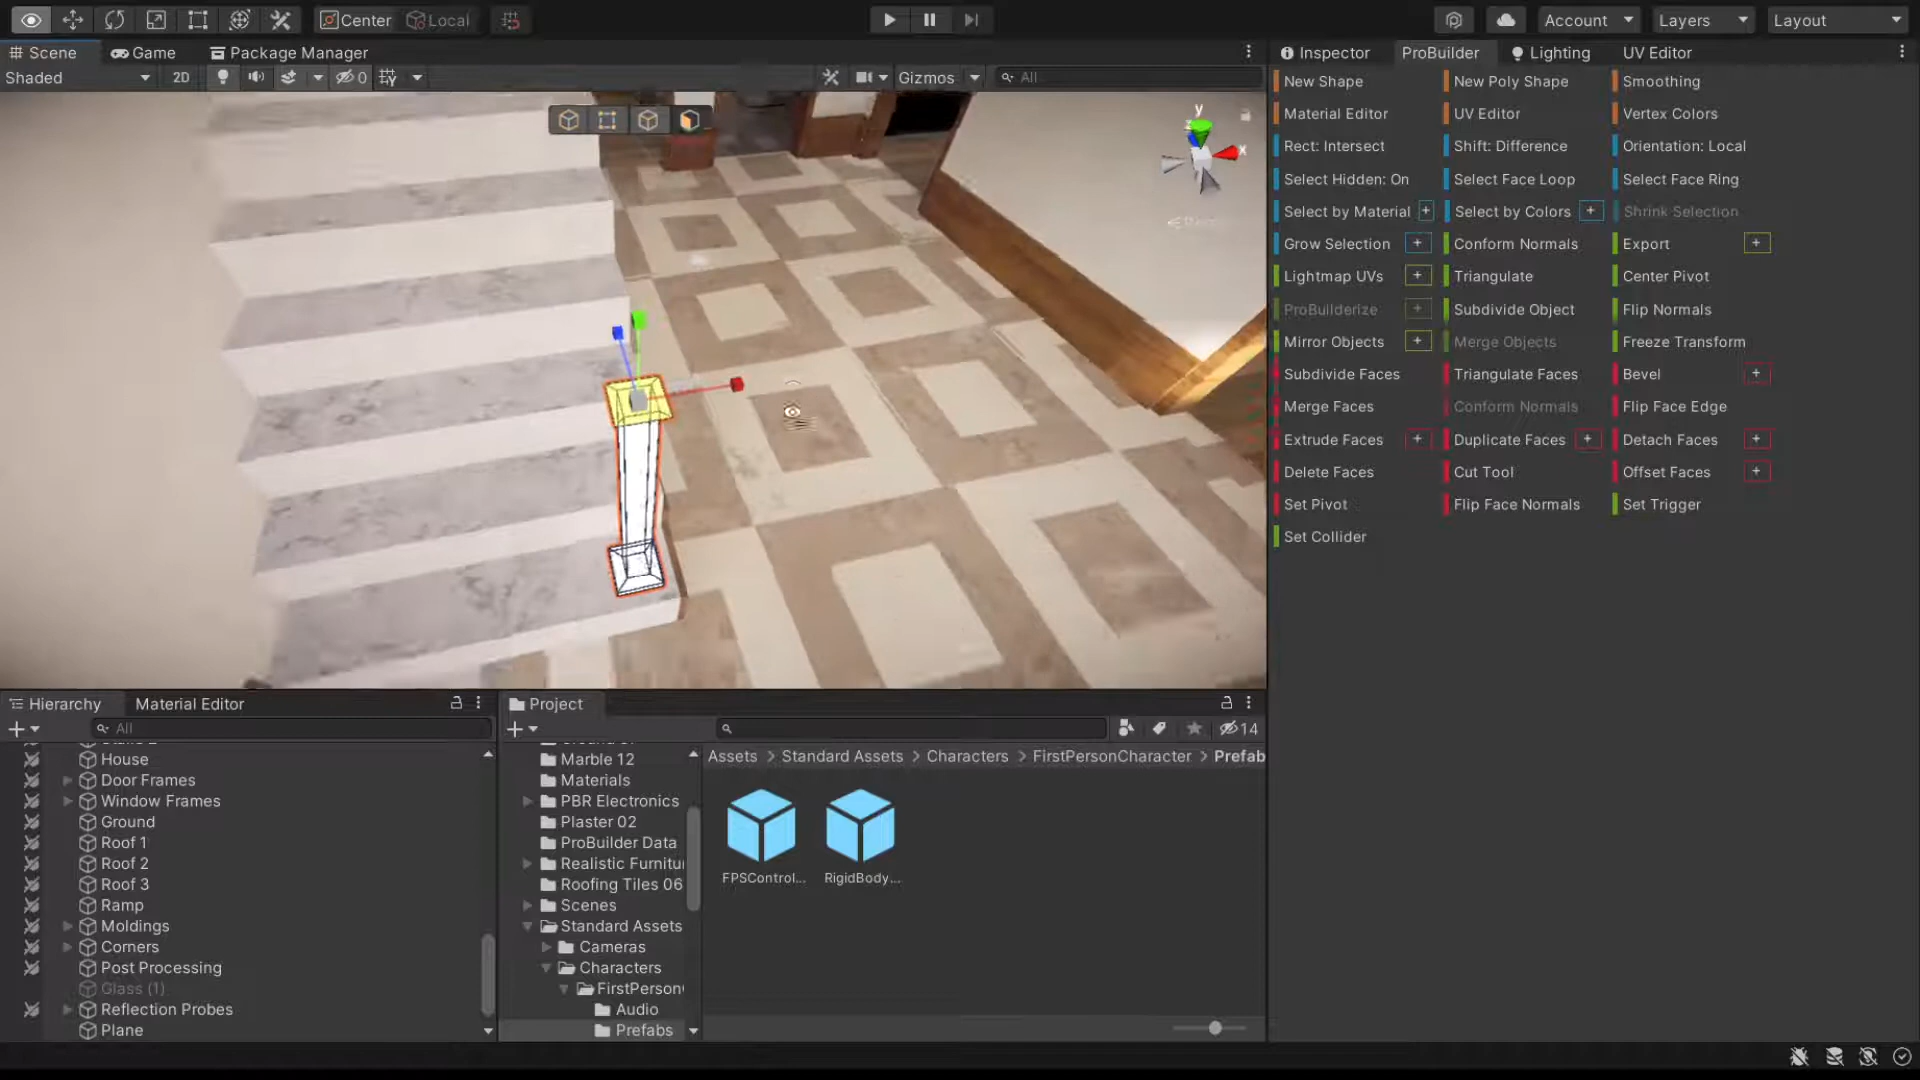 Center Local Account Layers Layout
Scene Game Package Manager
Shaded 2D 0 Gizmos All
y
x
Inspector ProBuilder Lighting UV Editor
New Shape New Poly Shape Smoothing
Material Editor UV Editor Vertex Colors
Rect: Intersect Shift: Difference Orientation: Local
Select Hidden: On Select Face Loop Select Face Ring
Select by Material + Select by Colors + Shrink Selection
Grow Selection + Conform Normals Export +
Lightmap UVs + Triangulate Center Pivot
ProBuilderize + Subdivide Object Flip Normals
Mirror Objects + Merge Objects Freeze Transform
Subdivide Faces Triangulate Faces Bevel +
Merge Faces Conform Normals Flip Face Edge
Extrude Faces + Duplicate Faces + Detach Faces +
Delete Faces Cut Tool Offset Faces +
Set Pivot Flip Face Normals Set Trigger
Set Collider
Hierarchy Material Editor
+ All
House
Door Frames
Window Frames
Ground
Roof 1
Roof 2
Roof 3
Ramp
Moldings
Corners
Post Processing
Glass (1)
Reflection Probes
Plane
Project
+ 14
Marble 12
Materials
PBR Electronics
Plaster 02
ProBuilder Data
Realistic Furnitu
Roofing Tiles 06
Scenes
Standard Assets
Cameras
Characters
FirstPerson
Audio
Prefabs
Assets > Standard Assets > Characters > FirstPersonCharacter > Prefab
FPSControl... RigidBody...